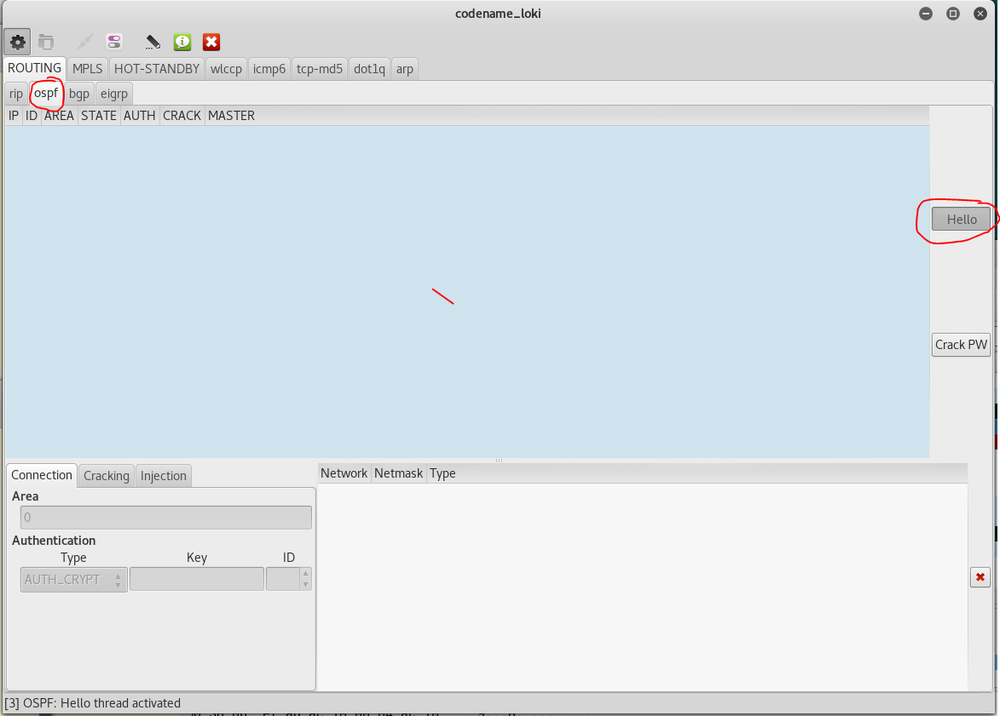 codename_loki
ROUTING MPLS HOT-STANDBY wlccp icmp6 tcp-md5 dot1q arp
rip ospf bgp eigrp
IP ID AREA STATE AUTH CRACK MASTER
Hello
Crack PW
Connection Cracking Injection
Network Netmask Type
Area
0
Authentication
Type Key ID
AUTH_CRYPT
[3] OSPF: Hello thread activated